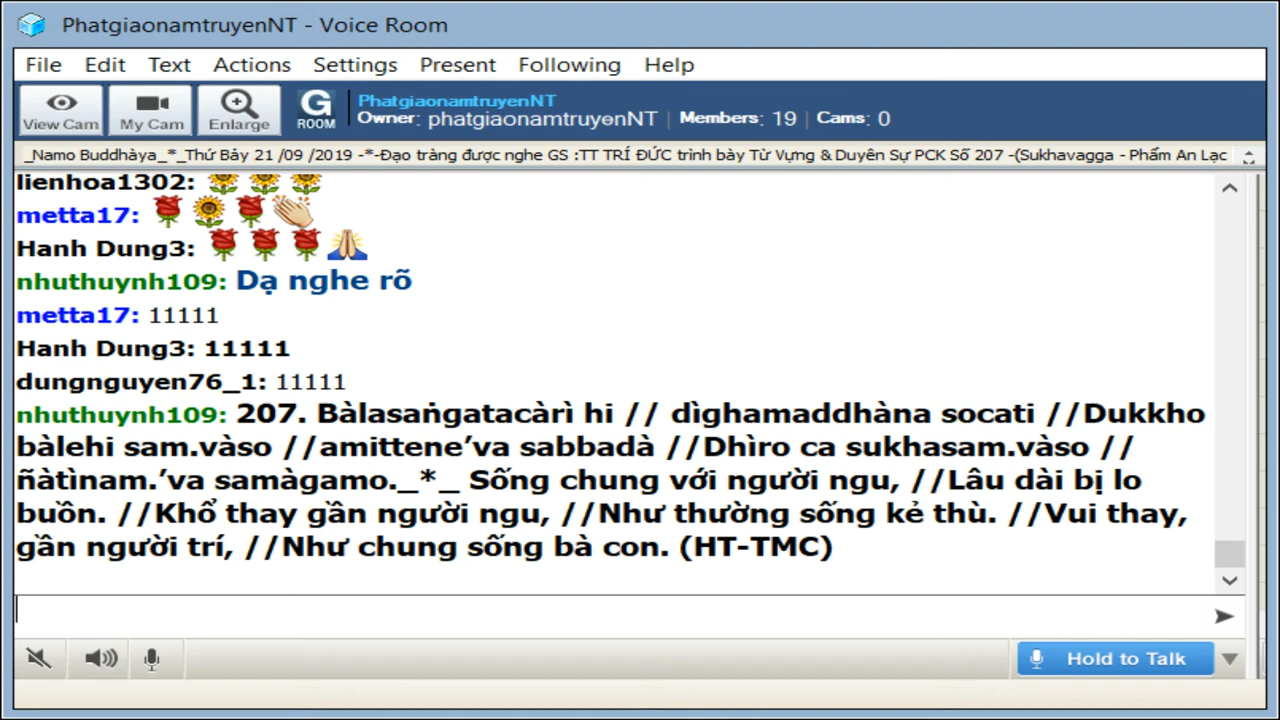 PhatgiaonamtruyenNT - Voice Room
File Edit Text Actions Settings Present Following Help
View Cam My Cam Enlarge G ROOM
PhatgiaonamtruyenNT
Owner: phatgiaonamtruyenNT | Members: 19 | Cams: 0
_Namo Buddhàya_*_Thứ Bảy 21 /09 /2019 -*-Đạo tràng được nghe GS :TT TRÍ ĐỨC trình bày Từ Vựng & Duyên Sự PCK Số 207 -(Sukhavagga - Phẩm An Lạc
lienhoa1302:
metta17:
Hanh Dung3:
nhuthuynh109: Dạ nghe rõ
metta17: 11111
Hanh Dung3: 11111
dungnguyen76_1: 11111
nhuthuynh109: 207. Bàlasaṅgatacàrì hi // dìghamaddhàna socati //Dukkho
bàlehi sam.vàso //amittene’va sabbadà //Dhìro ca sukhasam.vàso //
ñàtìnam.’va samàgamo._*_ Sống chung với người ngu, //Lâu dài bị lo
buồn. //Khổ thay gần người ngu, //Như thường sống kẻ thù. //Vui thay,
gần người trí, //Như chung sống bà con. (HT-TMC)
Hold to Talk